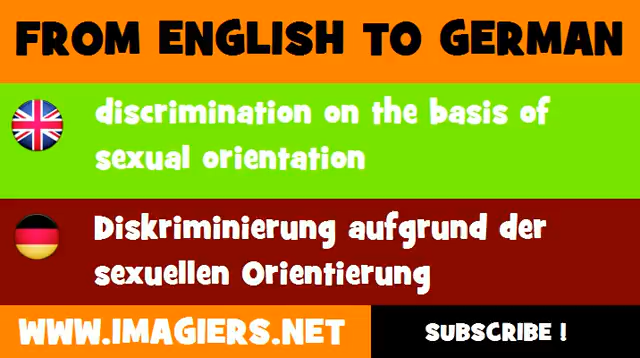 FROM ENGLISH TO GERMAN
discrimination on the basis of
sexual orientation
Diskriminierung aufgrund der
sexuellen Orientierung
WWW.IMAGIERS.NET
SUBSCRIBE !